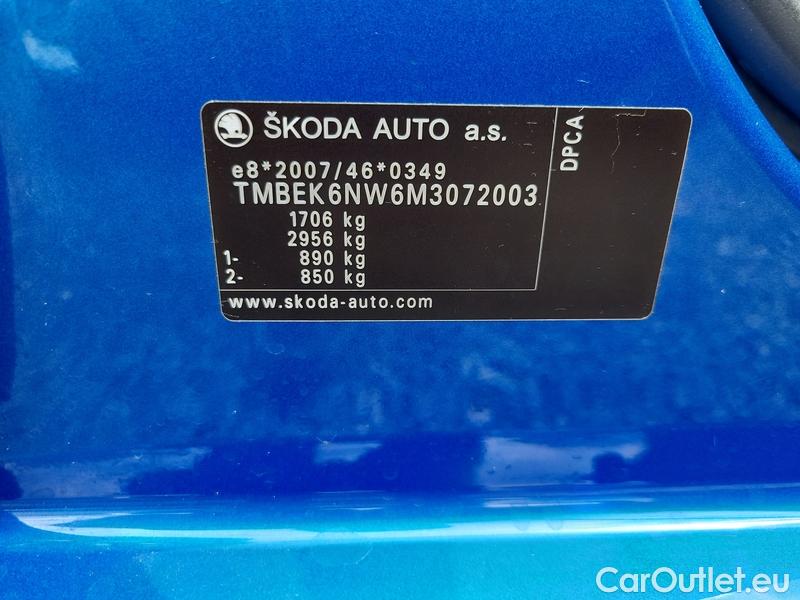 ŠKODA AUTO a.s.
DPCA
e8*2007/46*0349
TMBEK6NW6M3072003
1706 kg
2956 kg
1- 890 kg
2- 850 kg
www.skoda-auto.com
CarOutlet.eu